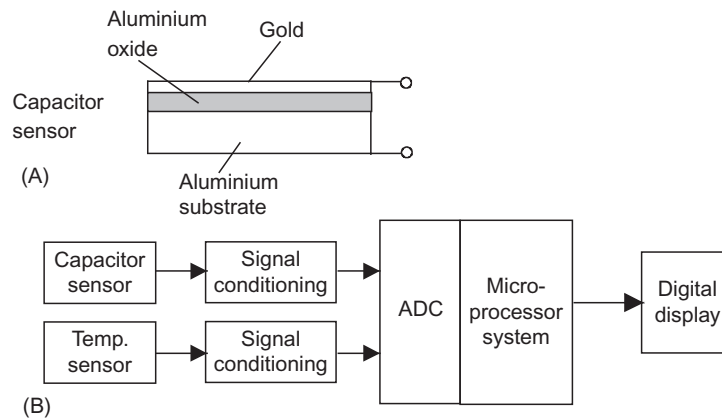 Aluminium
oxide
Gold
Capacitor
sensor
(A)
Aluminium
substrate
Capacitor
sensor
Signal
conditioning
Temp.
sensor
Signal
conditioning
ADC
Micro-
processor
system
Digital
display
(B)